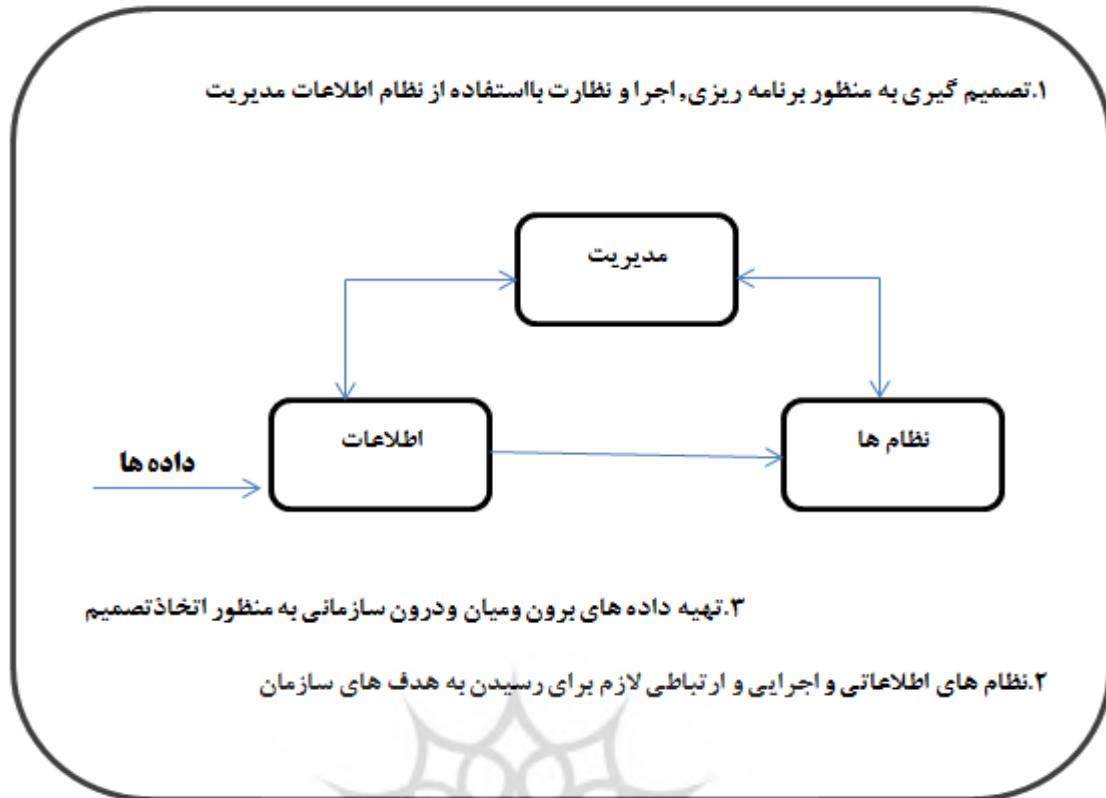 ۱.تصمیم گیری به منظور برنامه ریزی, اجرا و نظارت بااستفاده از نظام اطلاعات مدیریت
مدیریت
نظام ها
اطلاعات
داده ها
۳.تهیه داده های برون ومیان ودرون سازمانی به منظور اتخاذتصمیم
۲.نظام های اطلاعاتی و اجرایی و ارتباطی لازم برای رسیدن به هدف های سازمان